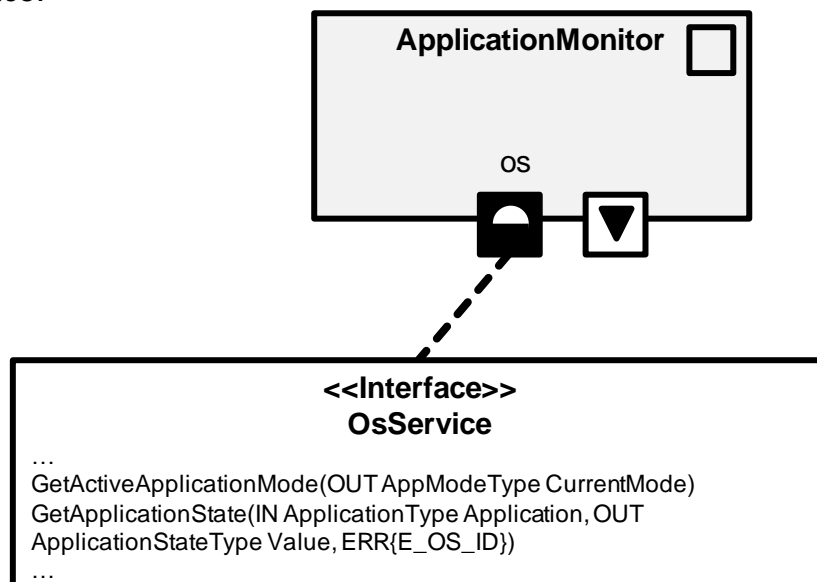 ApplicationMonitor
os
<<Interface>>
OsService
…
GetActiveApplicationMode(OUT AppModeType CurrentMode)
GetApplicationState(IN ApplicationType Application, OUT
ApplicationStateType Value, ERR{E_OS_ID})
…